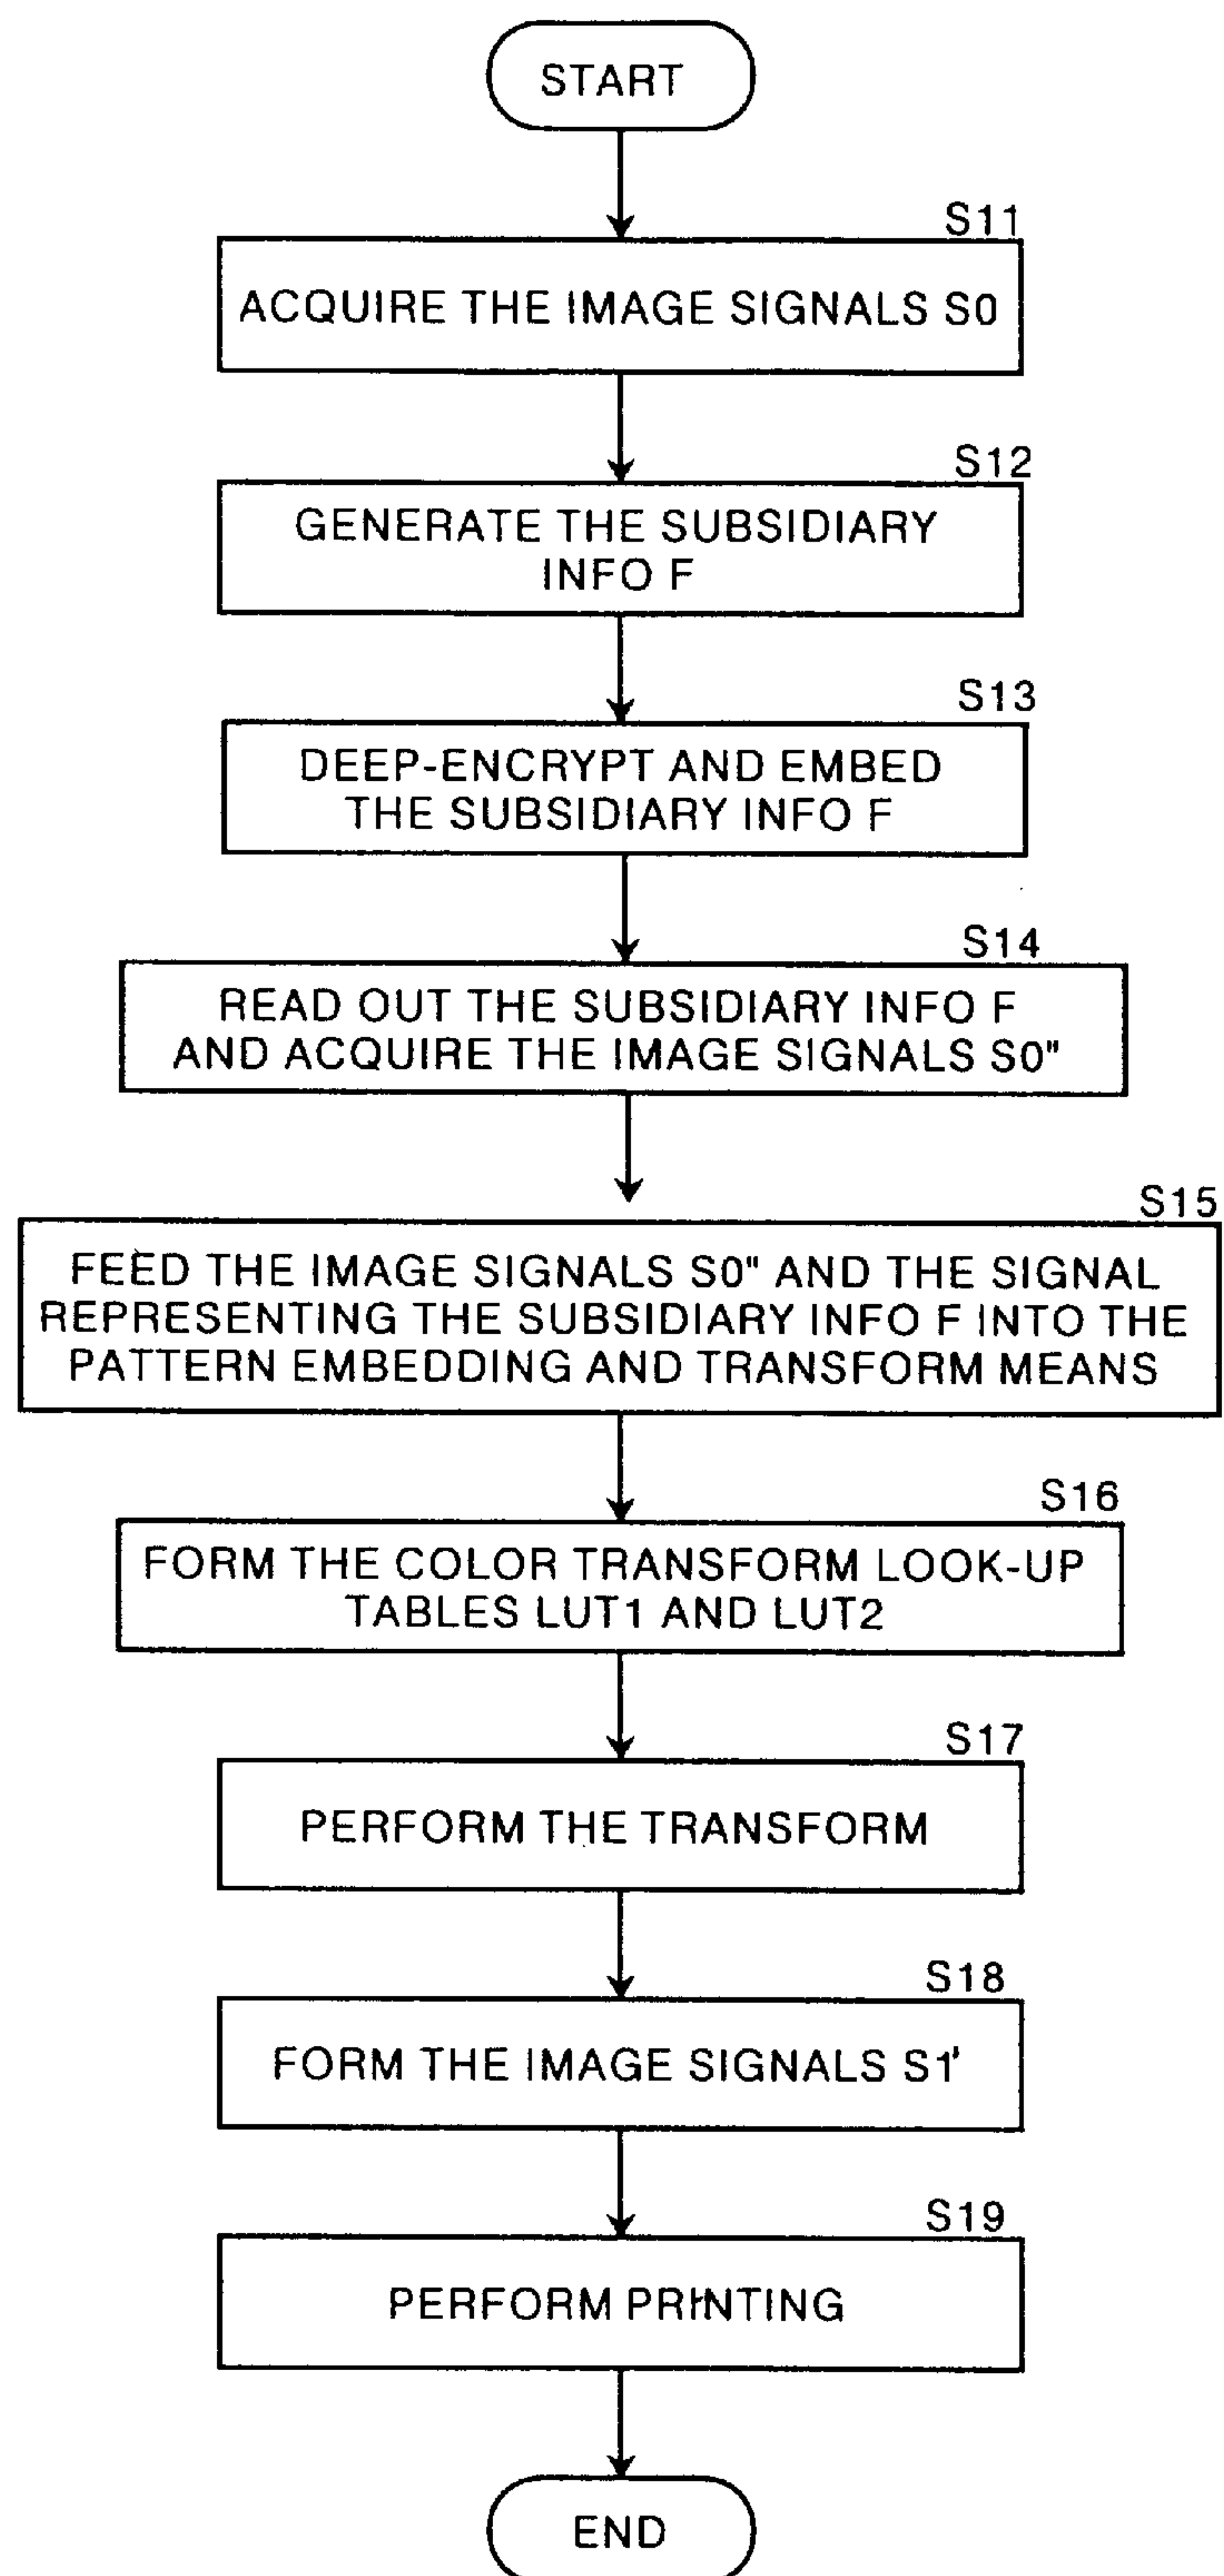 START
S11
ACQUIRE THE IMAGE SIGNALS S0
S12
GENERATE THE SUBSIDIARY
INFO F
S13
DEEP-ENCRYPT AND EMBED
THE SUBSIDIARY INFO F
S14
READ OUT THE SUBSIDIARY INFO F
AND ACQUIRE THE IMAGE SIGNALS S0"
S15
FEED THE IMAGE SIGNALS S0" AND THE SIGNAL
REPRESENTING THE SUBSIDIARY INFO F INTO THE
PATTERN EMBEDDING AND TRANSFORM MEANS
S16
FORM THE COLOR TRANSFORM LOOK-UP
TABLES LUT1 AND LUT2
S17
PERFORM THE TRANSFORM
S18
FORM THE IMAGE SIGNALS S1'
S19
PERFORM PRINTING
END